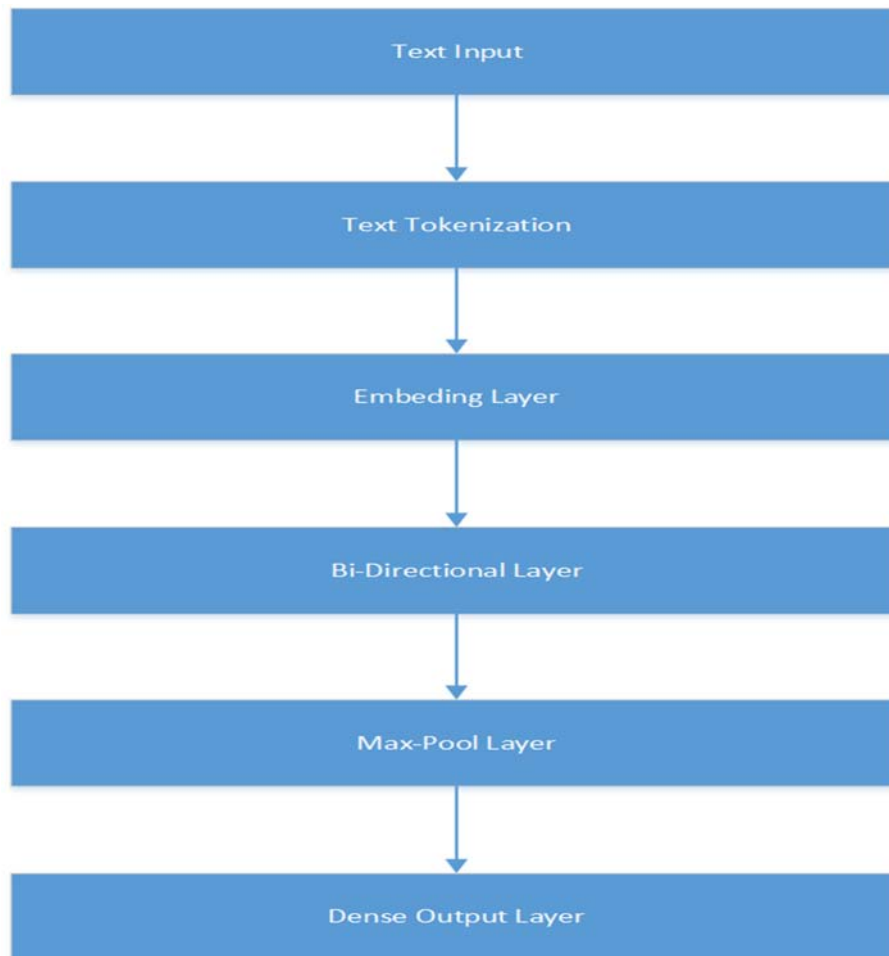 Text Input
Text Tokenization
Embeding Layer
Bi-Directional Layer
Max-Pool Layer
Dense Output Layer